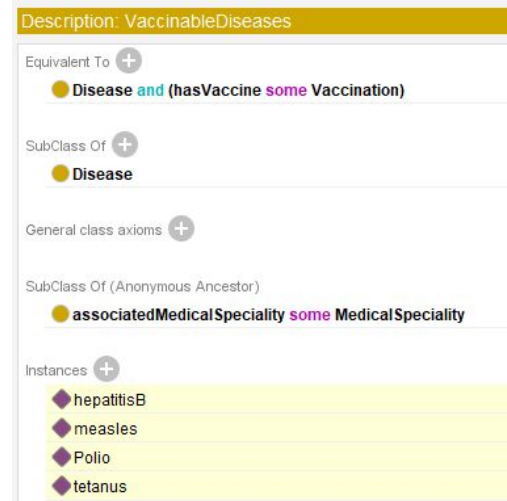 Description: VaccinableDiseases
Equivalent To
Disease and (hasVaccine some Vaccination)
SubClass Of
Disease
General class axioms
SubClass Of (Anonymous Ancestor)
associatedMedicalSpeciality some MedicalSpeciality
Instances
hepatitisB
measles
Polio
tetanus